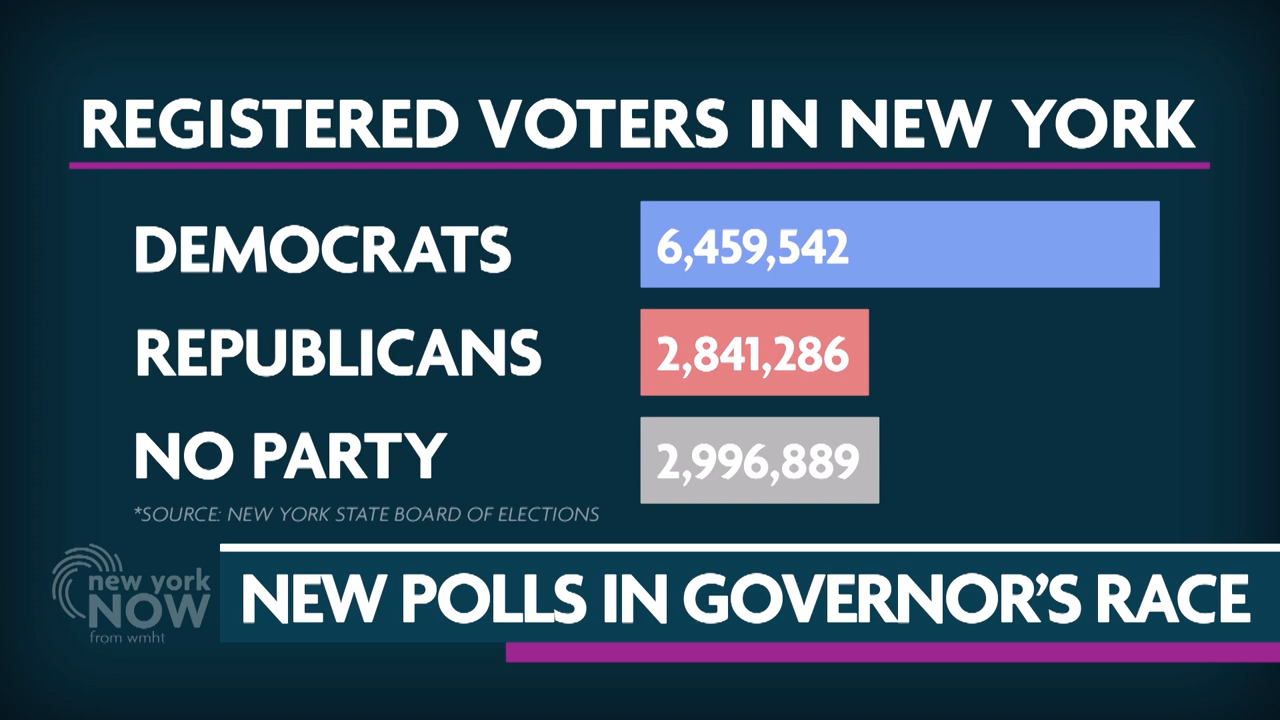 REGISTERED VOTERS IN NEW YORK
DEMOCRATS 6,459,542
REPUBLICANS 2,841,286
NO PARTY 2,996,889
*SOURCE: NEW YORK STATE BOARD OF ELECTIONS
new york
NOW
from wmht
NEW POLLS IN GOVERNOR'S RACE